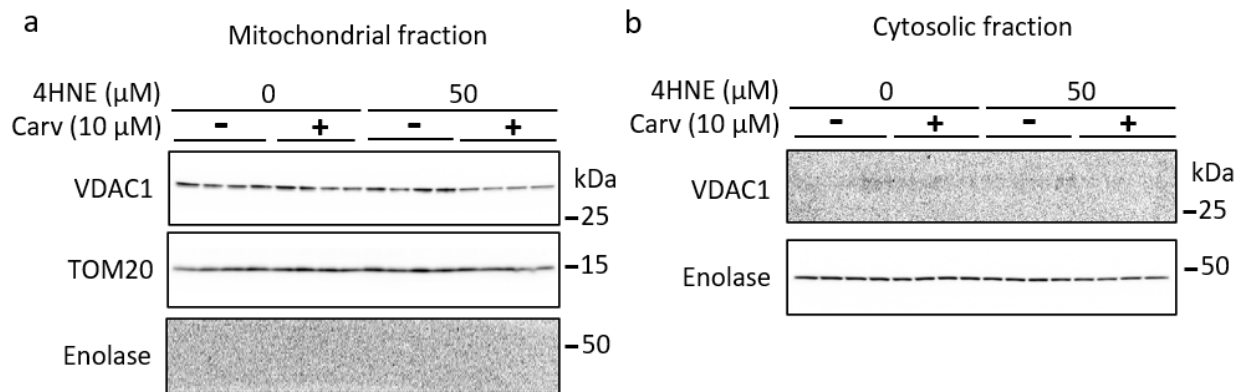 a
Mitochondrial fraction
4HNE (µM) 0 50
Carv (10 µM) - + - +
VDAC1 kDa
-25
TOM20 -15
Enolase -50
b
Cytosolic fraction
4HNE (µM) 0 50
Carv (10 µM) - + - +
VDAC1 kDa
-25
Enolase -50